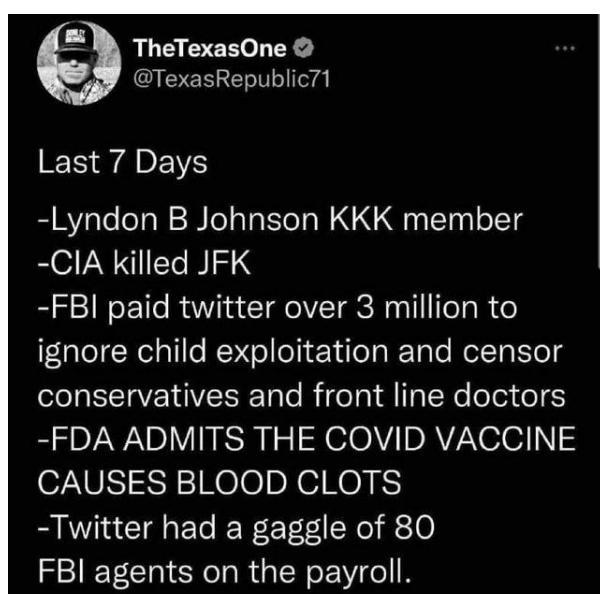 TheTexasOne
@TexasRepublic71
Last 7 Days
-Lyndon B Johnson KKK member
-CIA killed JFK
-FBI paid twitter over 3 million to
ignore child exploitation and censor
conservatives and front line doctors
-FDA ADMITS THE COVID VACCINE
CAUSES BLOOD CLOTS
-Twitter had a gaggle of 80
FBI agents on the payroll.